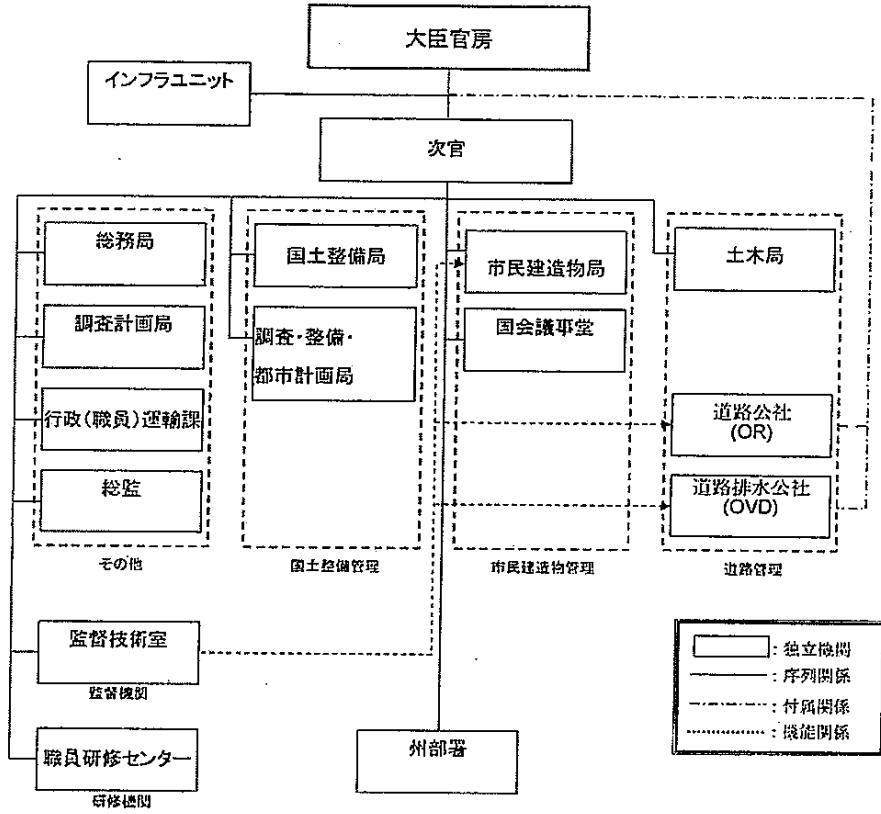 大臣官房
インフラユニット
次官
総務局
調査計画局
行政(職員)運輸課
総監
その他
国土整備局
調査・整備・
都市計画局
国土整備管理
市民建造物局
国会議事堂
市民建造物管理
土木局
道路公社
(OR)
道路排水公社
(OVD)
道路管理
監督技術室
監督機関
職員研修センター
研修機関
州部署
:独立機関
:序列関係
:付属関係
:機能関係